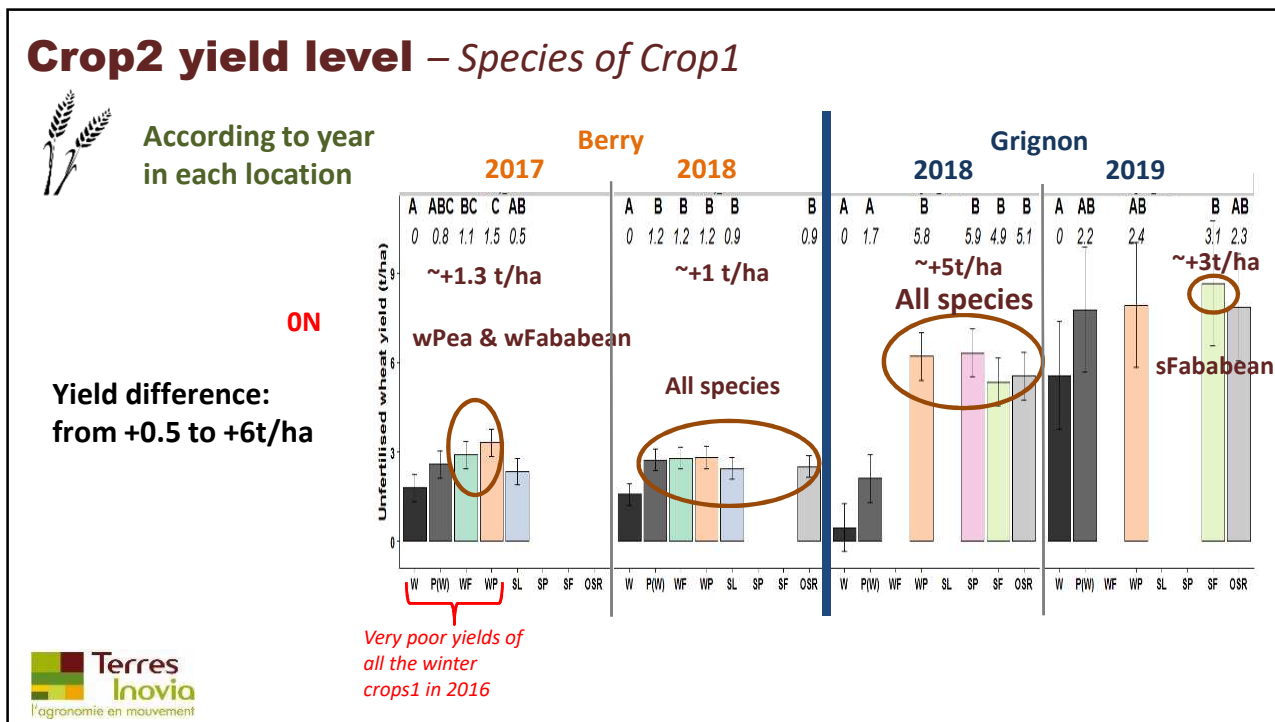 Crop2 yield level – Species of Crop1
According to year
in each location
Berry
Grignon
2017
2018
2018
2019
A ABC BC C AB
0 0.8 1.1 1.5 0.5
A B B B B B
0 1.2 1.2 1.2 0.9 0.9
A A B B B B
0 1.7 5.8 5.9 4.9 5.1
A AB AB B AB
0 2.2 2.4 3.1 2.3
~+1.3 t/ha
~+1 t/ha
~+5t/ha
~+3t/ha
All species
0N
wPea & wFababean
All species
sFababean
Yield difference:
from +0.5 to +6t/ha
Unfertilised wheat yield (t/ha)
9
6
3
0
W P(W) WF WP SL SP SF OSR
W P(W) WF WP SL SP SF OSR
W P(W) WF WP SL SP SF OSR
W P(W) WF WP SL SP SF OSR
Very poor yields of
all the winter
crops1 in 2016
Terres
Inovia
l'agronomie en mouvement